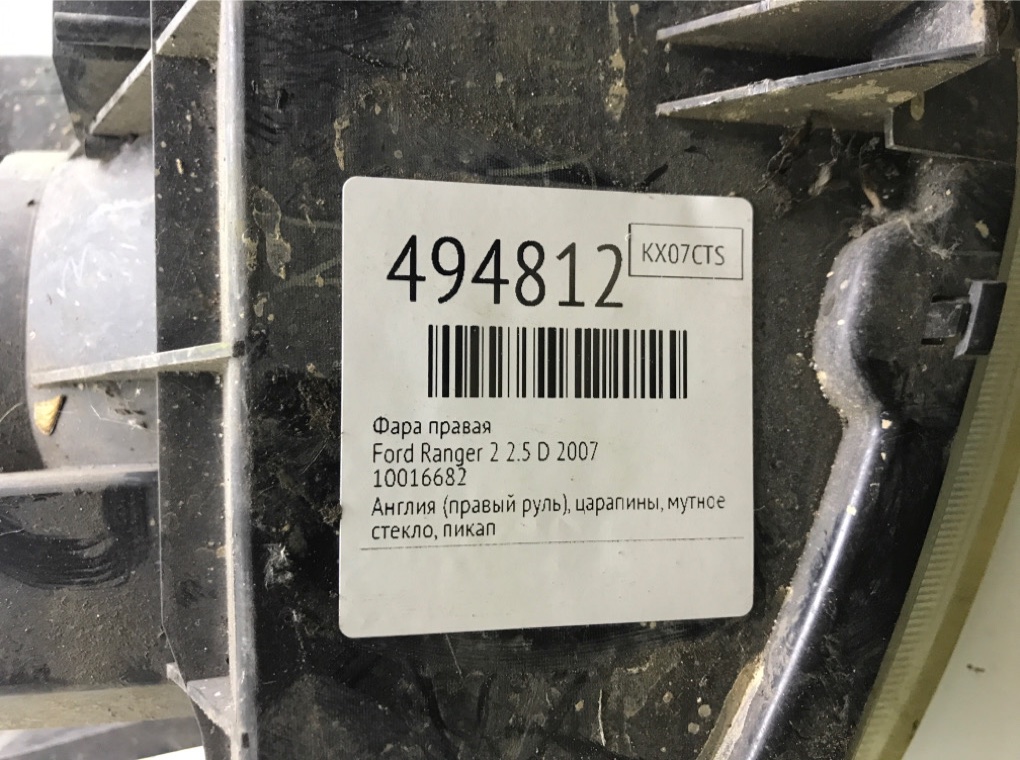 494812
KX07CTS
Фара правая
Ford Ranger 2 2.5 D 2007
10016682
Англия (правый руль), царапины, мутное
стекло, пикап